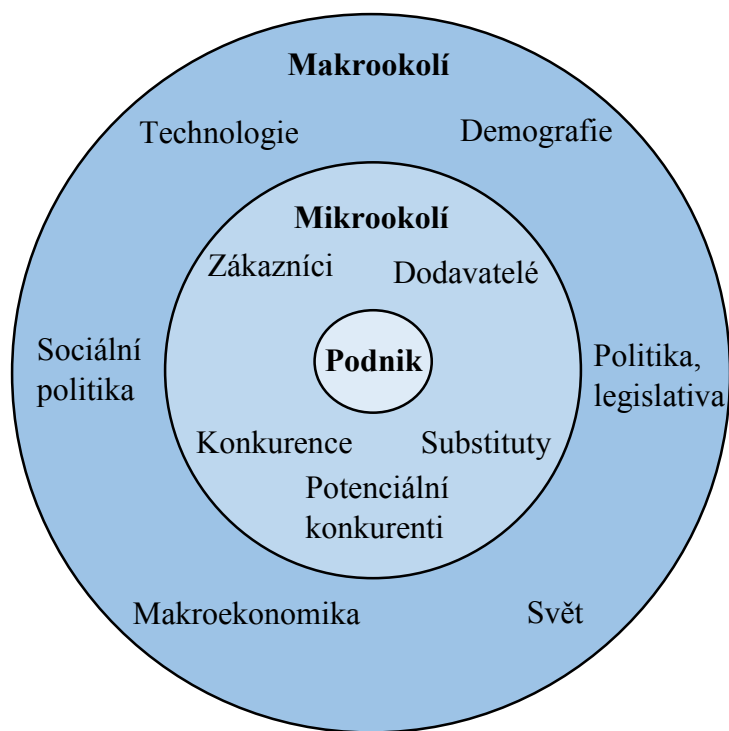 Makrookolí
Technologie
Demografie
Mikrookolí
Zákazníci
Dodavatelé
Sociální
politika
Podnik
Politika,
legislativa
Konkurence
Substituty
Potenciální
konkurenti
Makroekonomika
Svět